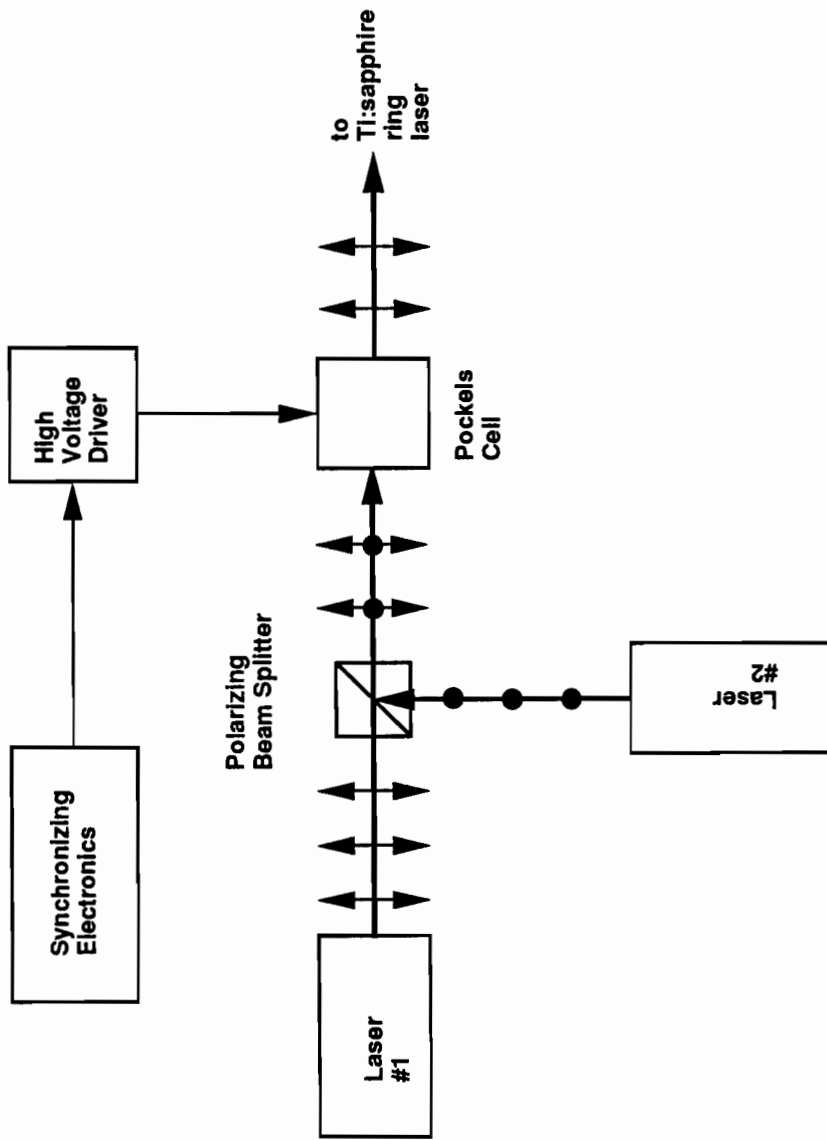 Synchronizing
Electronics
High
Voltage
Driver
Polarizing
Beam Splitter
to
Ti:sapphire
ring
laser
Laser
#1
Pockels
Cell
Laser
#2